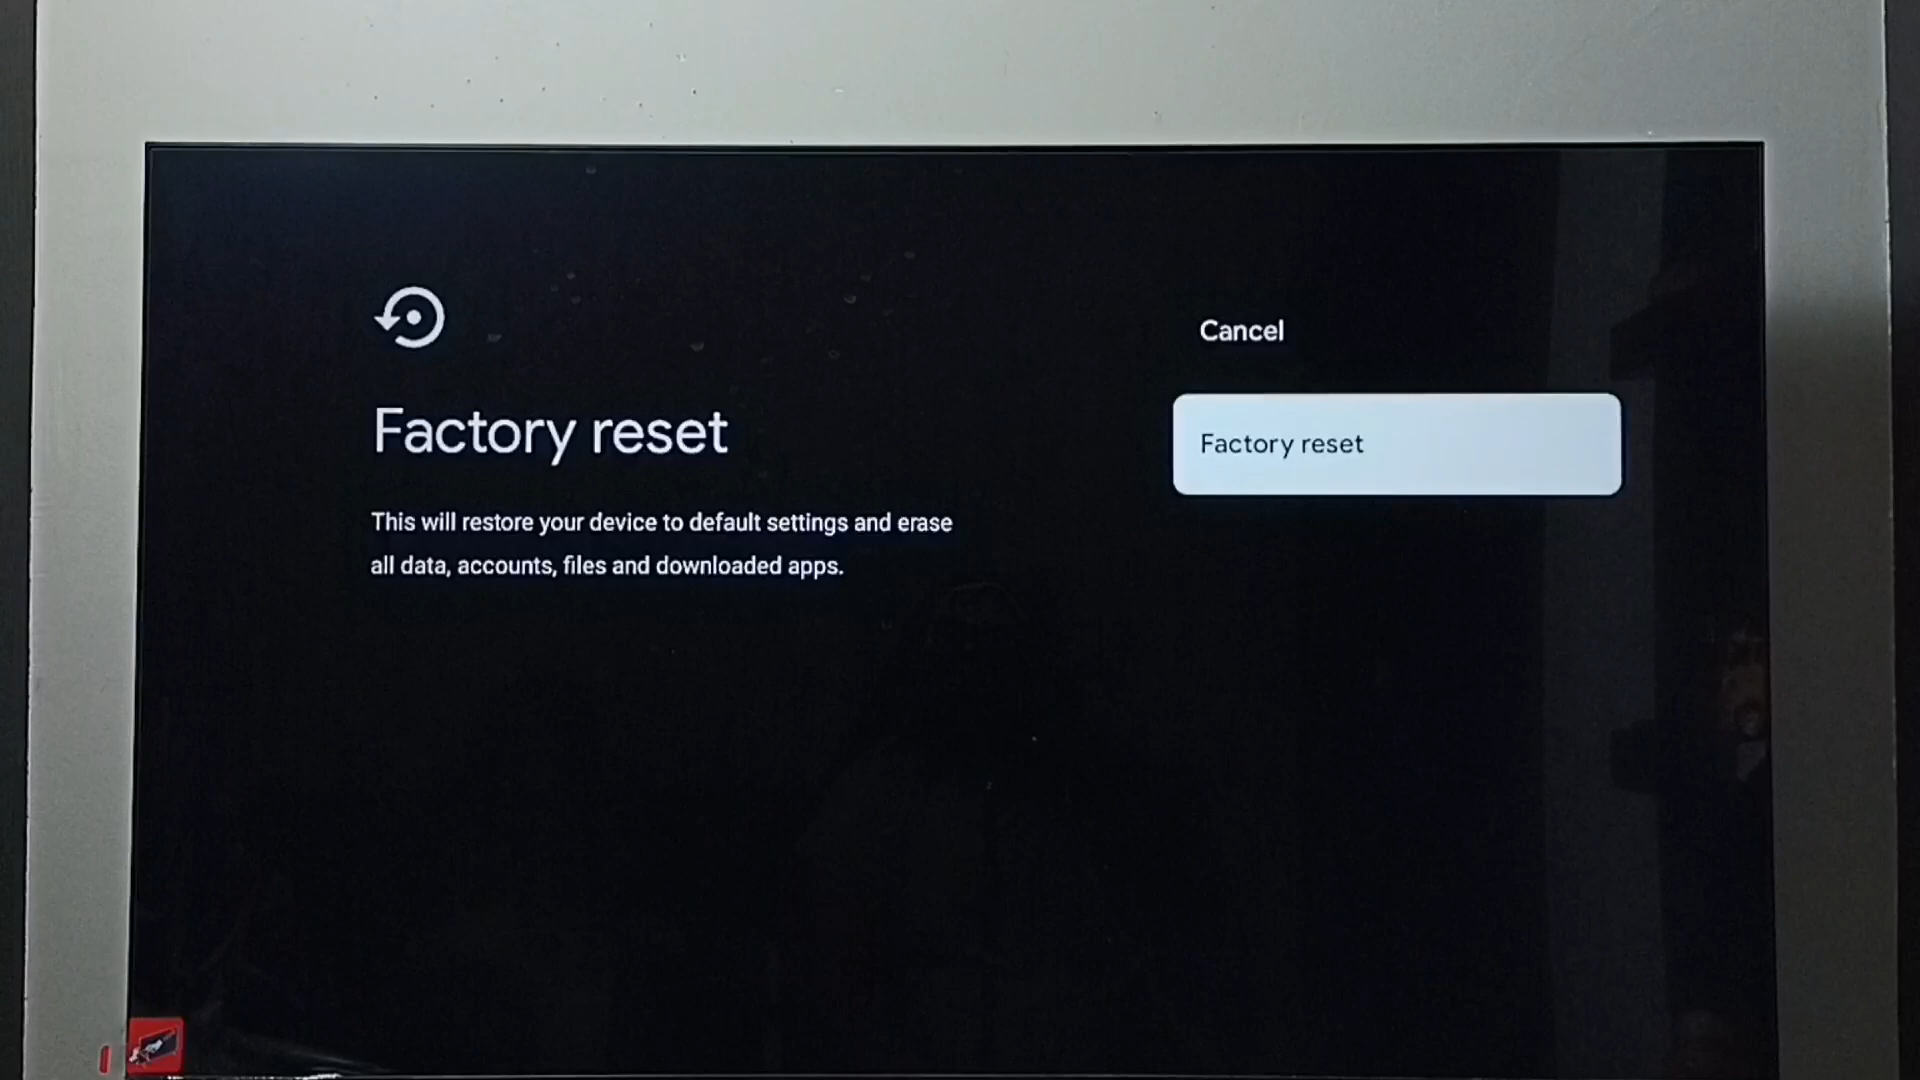 Factory reset
This will restore your device to default settings and erase
all data, accounts, files and downloaded apps.
Cancel
Factory reset